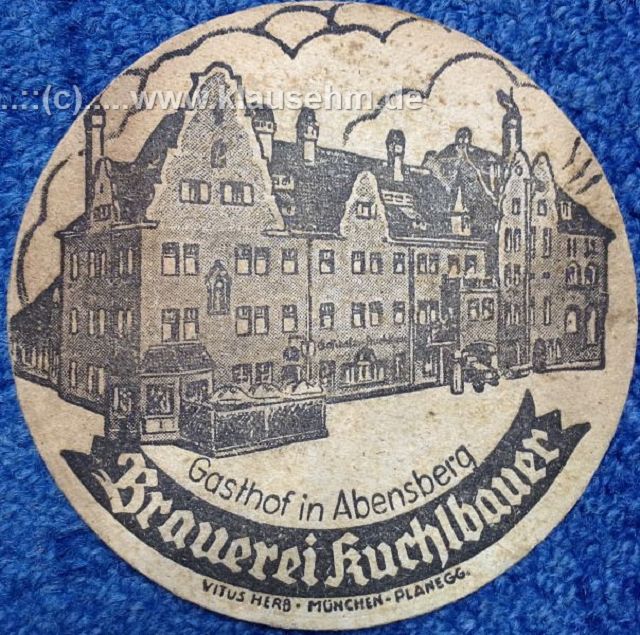 ..::(c)......www.klausehm.de
Gasthof in Abensberg
Brauerei Kuchlbauer
VITUS HERB · MÜNCHEN - PLANEGG.